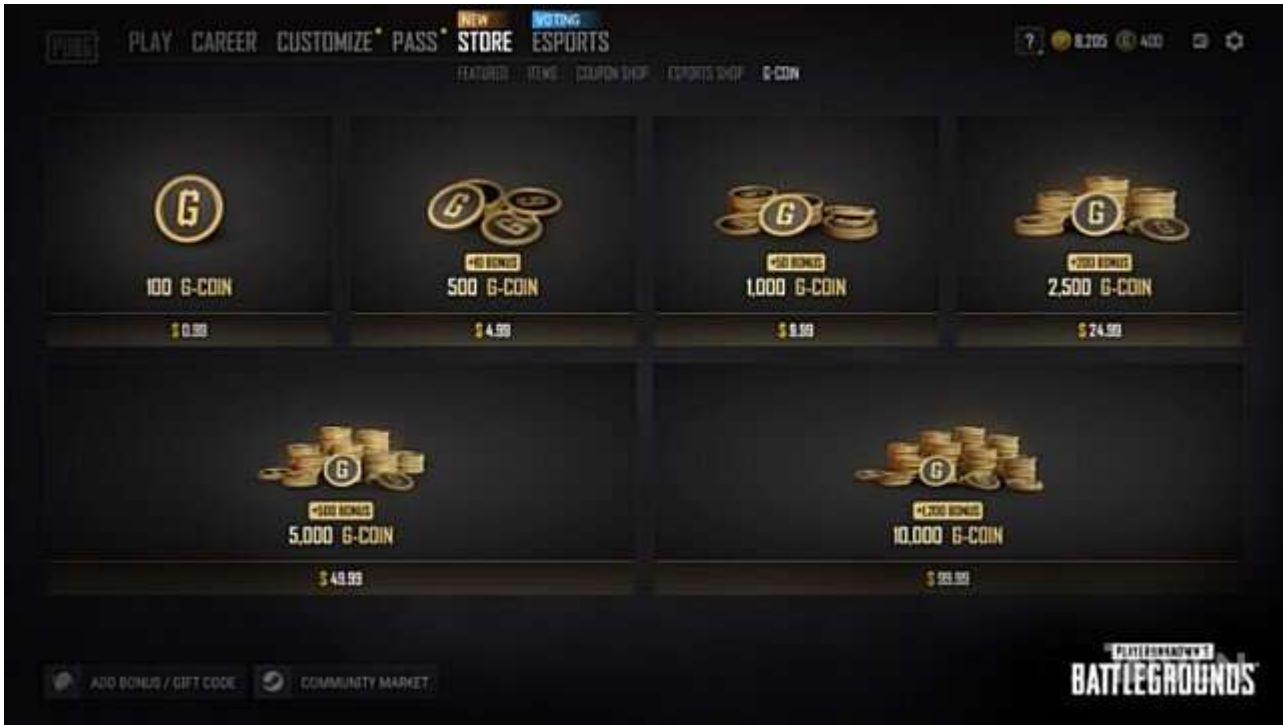 NEW VOTING
PUBG PLAY CAREER CUSTOMIZE PASS STORE ESPORTS ? 8,205 400
FEATURED ITEMS COUPON SHOP ESPORTS SHOP G-COIN
G
G
G
G
+10 BONUS
+50 BONUS
+200 BONUS
100 G-COIN
500 G-COIN
1,000 G-COIN
2,500 G-COIN
$ 0.99
$ 4.99
$ 9.99
$ 24.99
G
G
+500 BONUS
+1,200 BONUS
5,000 G-COIN
10,000 G-COIN
$ 49.99
$ 99.99
ADD BONUS / GIFT CODE
COMMUNITY MARKET
PLAYERUNKNOWN'S
BATTLEGROUNDS